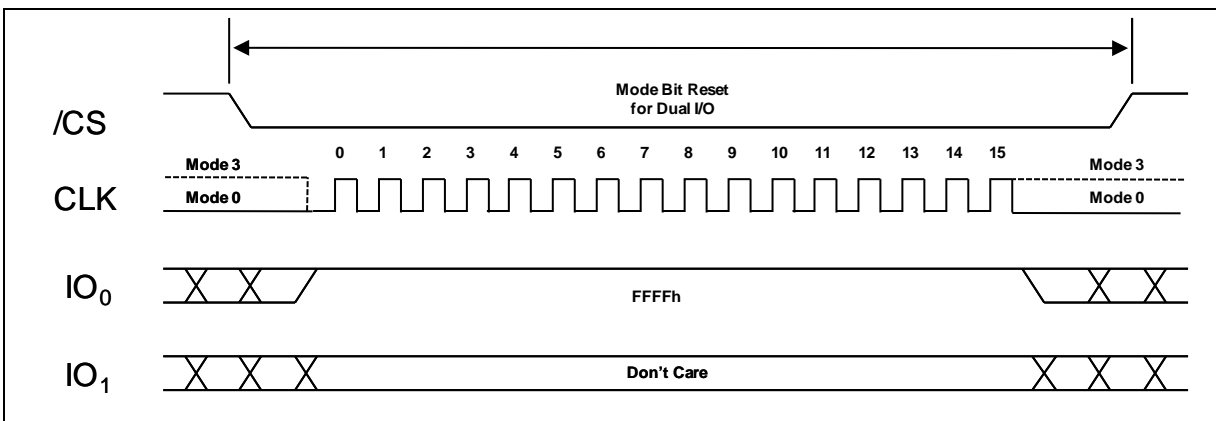 Mode Bit Reset
for Dual I/O
/CS
0 1 2 3 4 5 6 7 8 9 10 11 12 13 14 15
Mode 3 Mode 3
CLK Mode 0 Mode 0
IO0 FFFFh
IO1 Don't Care